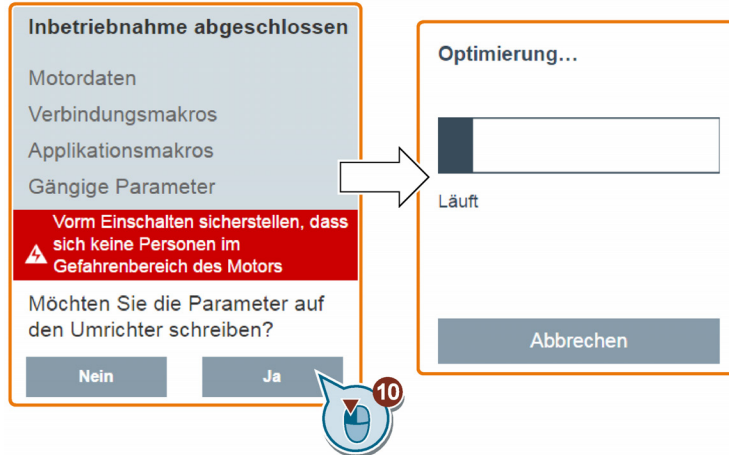 Inbetriebnahme abgeschlossen
Motordaten
Verbindungsmakros
Applikationsmakros
Gängige Parameter
Vorm Einschalten sicherstellen, dass
sich keine Personen im
Gefahrenbereich des Motors
Möchten Sie die Parameter auf
den Umrichter schreiben?
Nein
Ja
10
Optimierung...
Läuft
Abbrechen